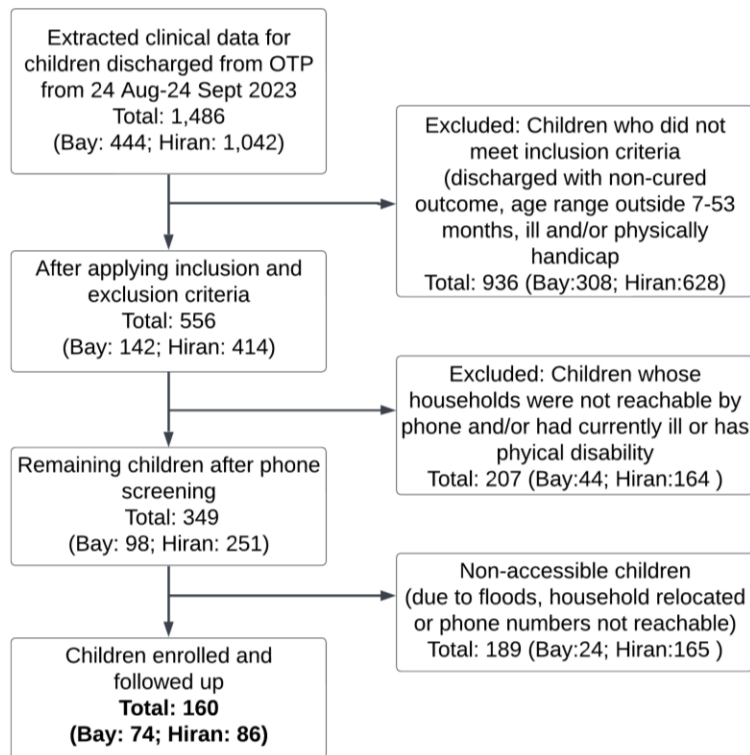 Extracted clinical data for
children discharged from OTP
from 24 Aug-24 Sept 2023
Total: 1,486
(Bay: 444; Hiran: 1,042)
Excluded: Children who did not
meet inclusion criteria
(discharged with non-cured
outcome, age range outside 7-53
months, ill and/or physically
handicap
Total: 936 (Bay:308; Hiran:628)
After applying inclusion and
exclusion criteria
Total: 556
(Bay: 142; Hiran: 414)
Excluded: Children whose
households were not reachable by
phone and/or had currently ill or has
phyical disability
Total: 207 (Bay:44; Hiran:164 )
Remaining children after phone
screening
Total: 349
(Bay: 98; Hiran: 251)
Non-accessible children
(due to floods, household relocated
or phone numbers not reachable)
Total: 189 (Bay:24; Hiran:165 )
Children enrolled and
followed up
Total: 160
(Bay: 74; Hiran: 86)